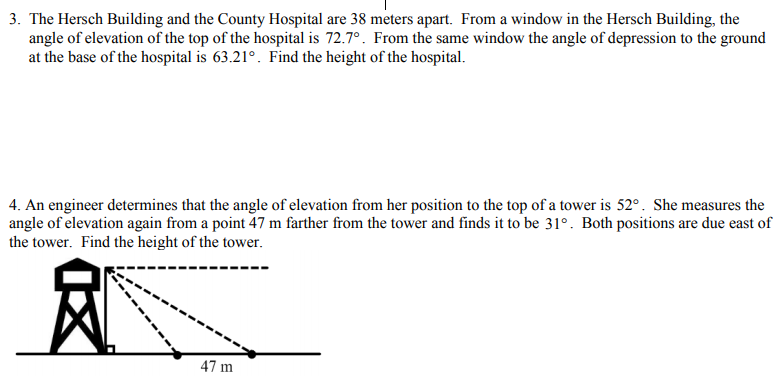 3. The Hersch Building and the County Hospital are 38 meters apart. From a window in the Hersch Building, the
angle of elevation of the top of the hospital is 72.7°. From the same window the angle of depression to the ground
at the base of the hospital is 63.21°. Find the height of the hospital.
4. An engineer determines that the angle of elevation from her position to the top of a tower is 52°. She measures the
angle of elevation again from a point 47 m farther from the tower and finds it to be 31°. Both positions are due east of
the tower. Find the height of the tower.
47 m